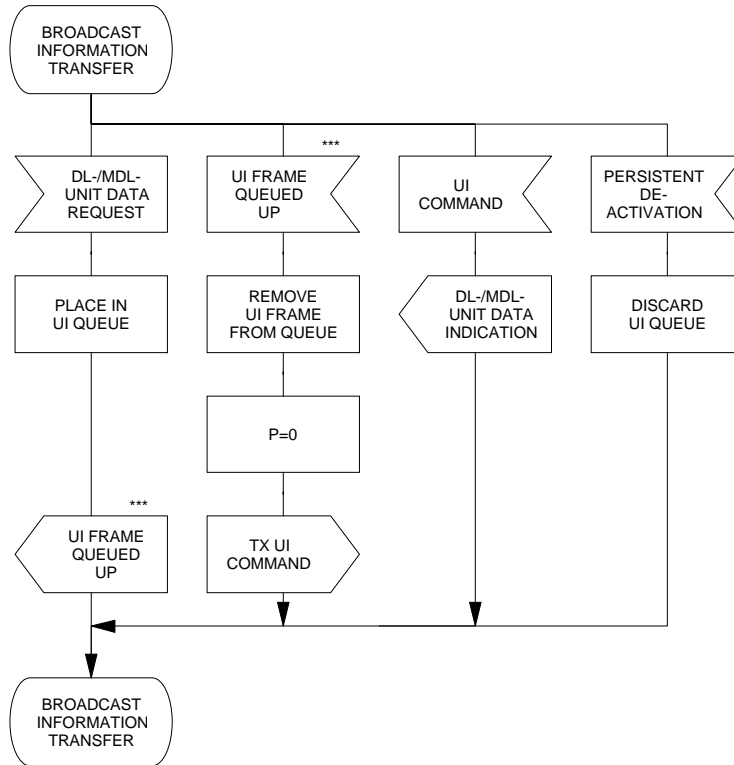 BROADCAST
INFORMATION
TRANSFER
***
DL-/MDL-
UNIT DATA
REQUEST
UI FRAME
QUEUED
UP
UI
COMMAND
PERSISTENT
DE-
ACTIVATION
PLACE IN
UI QUEUE
REMOVE
UI FRAME
FROM QUEUE
DL-/MDL-
UNIT DATA
INDICATION
DISCARD
UI QUEUE
P=0
***
UI FRAME
QUEUED
UP
TX UI
COMMAND
BROADCAST
INFORMATION
TRANSFER